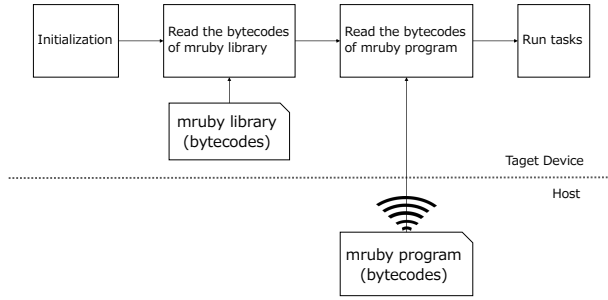 Initialization
Read the bytecodes
of mruby library
Read the bytecodes
of mruby program
Run tasks
mruby library
(bytecodes)
Taget Device
Host
mruby program
(bytecodes)